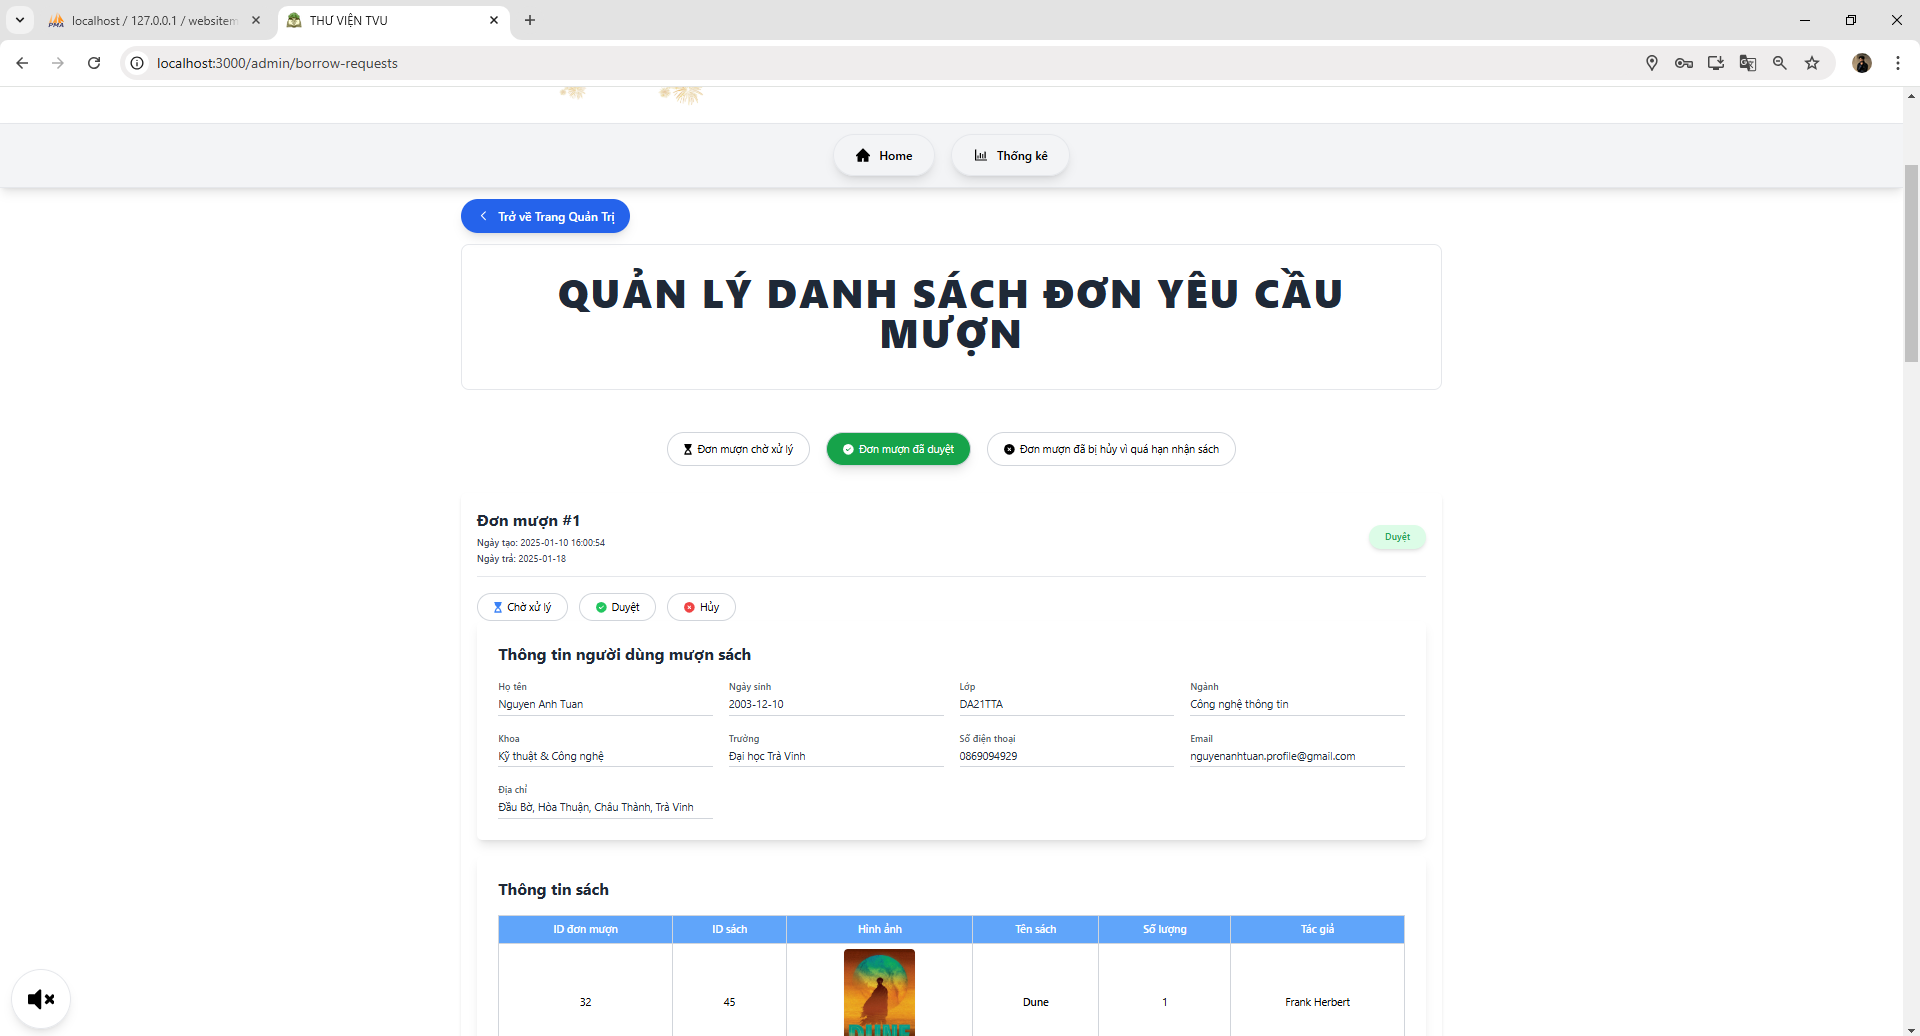 localhost / 127.0.0.1 / websitem
THƯ VIỆN TVU
localhost:3000/admin/borrow-requests
Home
Thống kê
Trở về Trang Quản Trị
QUẢN LÝ DANH SÁCH ĐƠN YÊU CẦU
MƯỢN
Đơn mượn chờ xử lý
Đơn mượn đã duyệt
Đơn mượn đã bị hủy vì quá hạn nhận sách
Đơn mượn #1
Ngày tạo: 2025-01-10 16:00:54
Ngày trả: 2025-01-18
Duyệt
Chờ xử lý
Duyệt
Hủy
Thông tin người dùng mượn sách
Họ tên
Ngày sinh
Lớp
Ngành
Nguyen Anh Tuan
2003-12-10
DA21TTA
Công nghệ thông tin
Khoa
Trường
Số điện thoại
Email
Kỹ thuật & Công nghệ
Đại học Trà Vinh
0869094929
nguyenanhtuan.profile@gmail.com
Địa chỉ
Đầu Bờ, Hòa Thuận, Châu Thành, Trà Vinh
Thông tin sách
ID đơn mượn
ID sách
Hình ảnh
Tên sách
Số lượng
Tác giả
32
45
DUNE
Dune
1
Frank Herbert